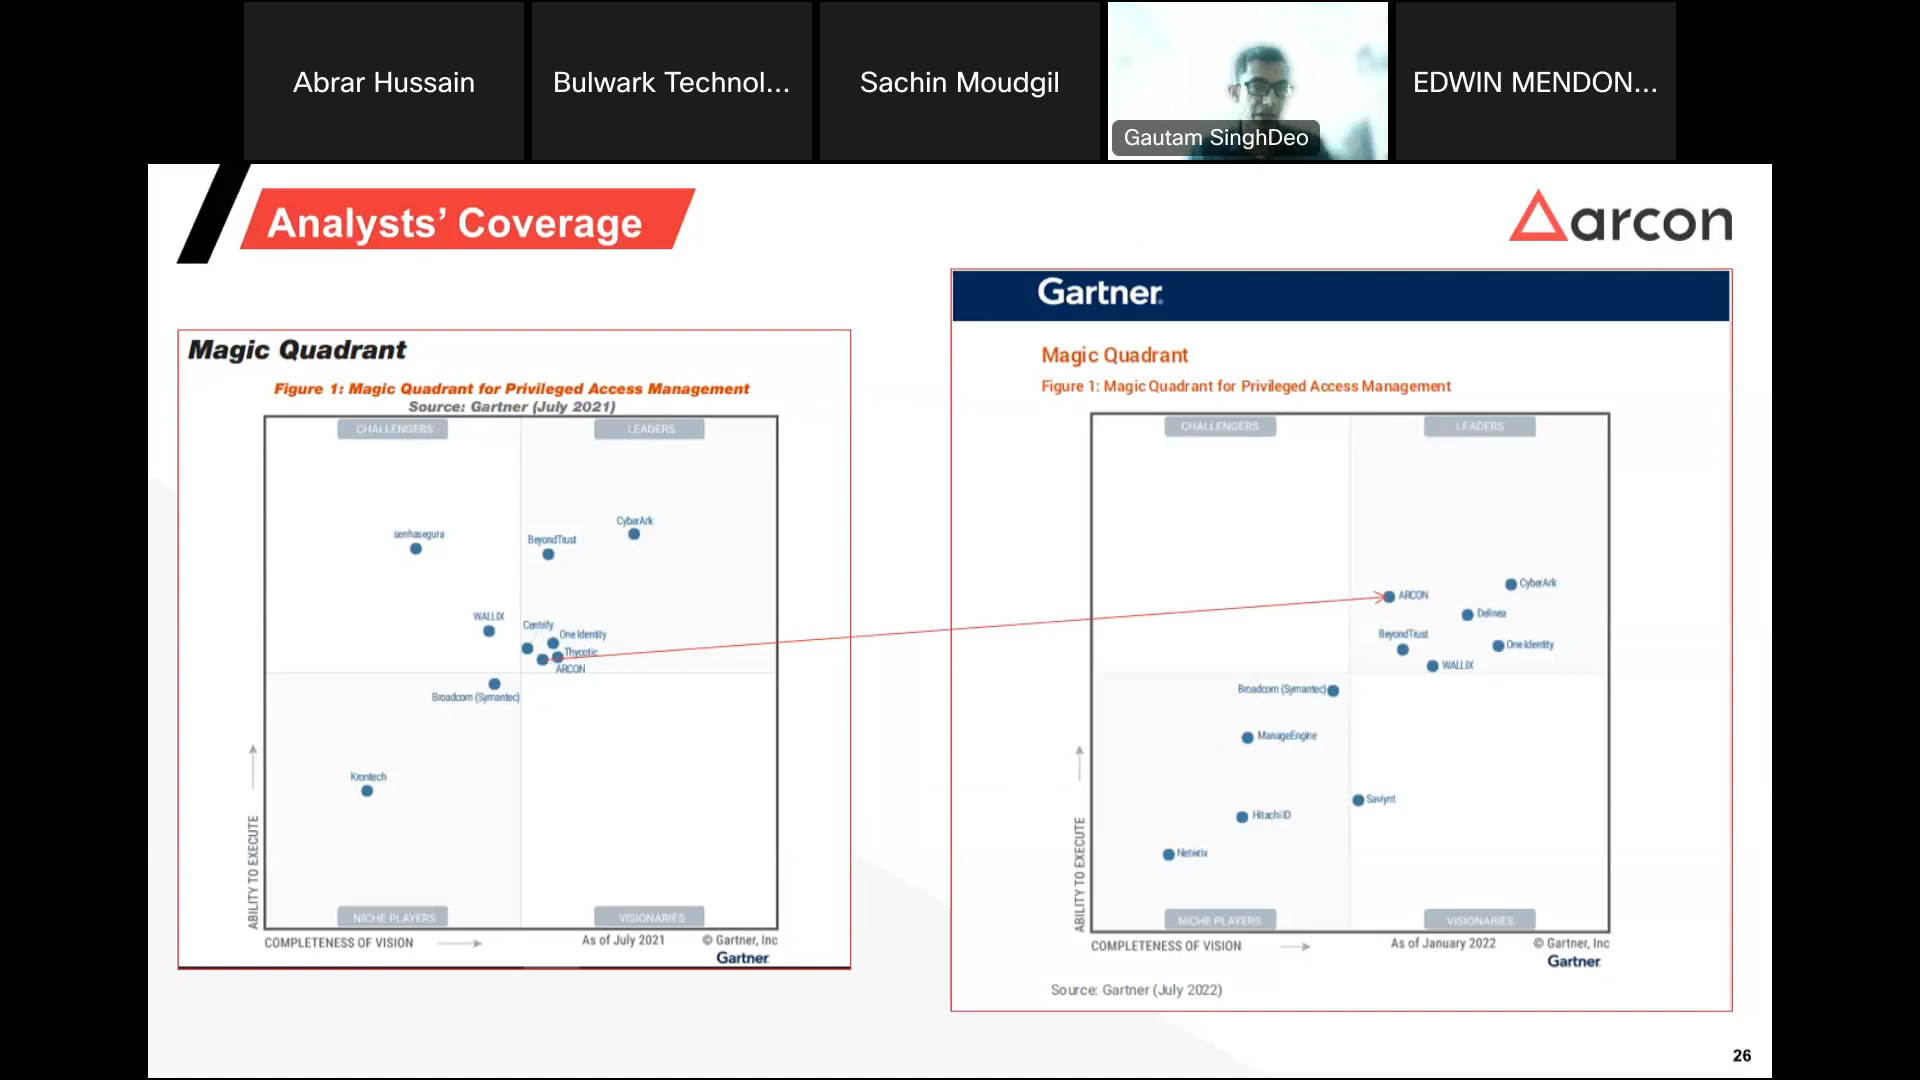 Abrar Hussain
Bulwark Technol...
Sachin Moudgil
Gautam SinghDeo
EDWIN MENDON...
Analysts’ Coverage
arcon
Magic Quadrant
Figure 1: Magic Quadrant for Privileged Access Management
Source: Gartner (July 2021)
CHALLENGERS
LEADERS
senhasegura
BeyondTrust
CyberArk
WALLIX
Centrify
One Identity
Thycotic
ARCON
Broadcom (Symantec)
Krontech
ABILITY TO EXECUTE
NICHE PLAYERS
VISIONARIES
COMPLETENESS OF VISION
As of July 2021
© Gartner, Inc
Gartner
Gartner
Magic Quadrant
Figure 1: Magic Quadrant for Privileged Access Management
CHALLENGERS
LEADERS
CyberArk
ARCON
Delinea
BeyondTrust
One Identity
WALLIX
Broadcom (Symantec)
ManageEngine
Saviynt
Hitachi ID
Netwrix
ABILITY TO EXECUTE
NICHE PLAYERS
VISIONARIES
COMPLETENESS OF VISION
As of January 2022
© Gartner, Inc
Gartner
Source: Gartner (July 2022)
26